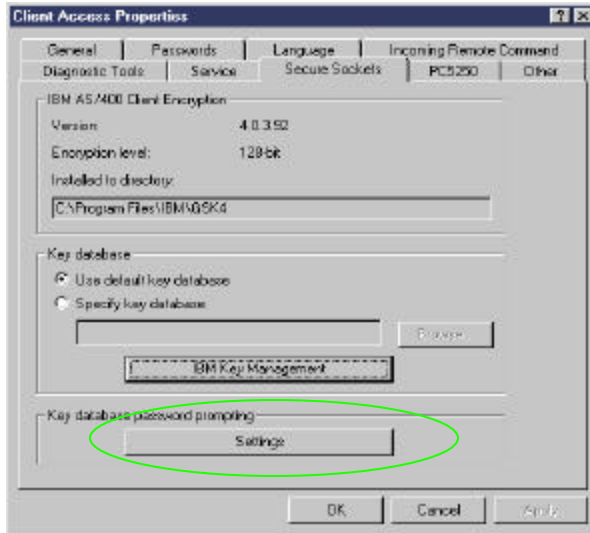 Client Access Properties
General Passwords Language Incoming Remote Command
Diagnostic Tools Service Secure Sockets PC5250 Other
IBM AS/400 Client Encryption
Version: 4.0.3.92
Encryption level: 128-bit
Installed to directory:
C:\Program Files\IBM\GSK4
Key database
Use default key database
Specify key database
Browse...
IBM Key Management
Key database password prompting
Settings
OK Cancel Apply